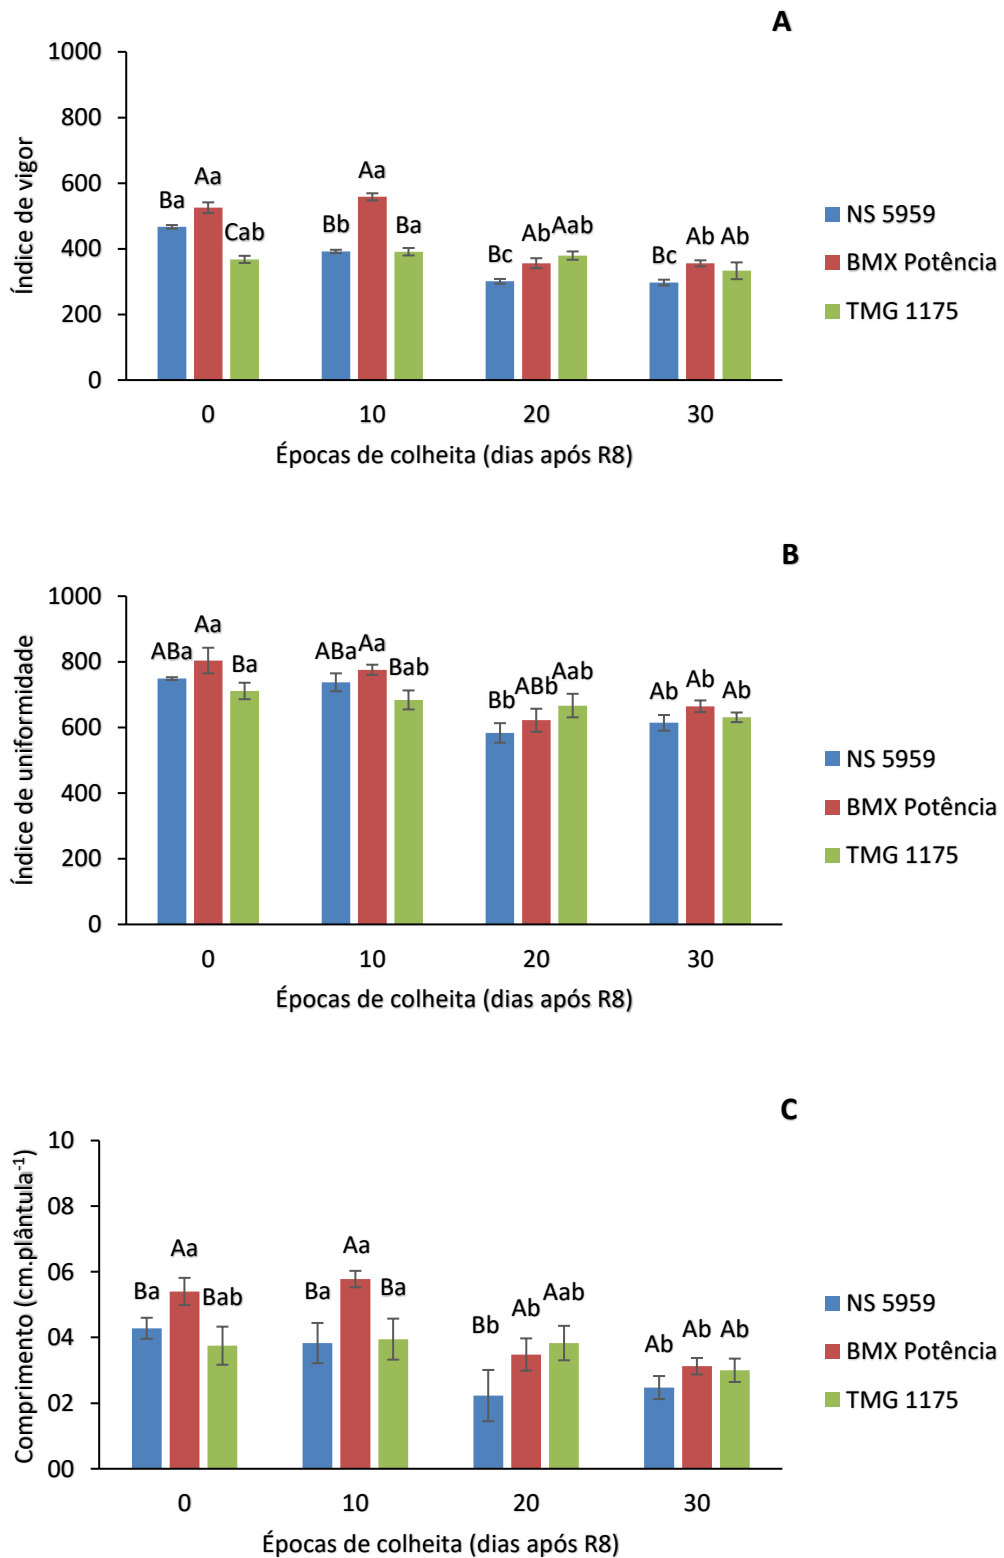 A
1000
800
600
400
200
0
Índice de vigor
Ba Aa Cab Bb Aa Ba Bc Ab Aab Bc Ab Ab
0 10 20 30
Épocas de colheita (dias após R8)
NS 5959
BMX Potência
TMG 1175
B
1000
800
600
400
200
0
Índice de uniformidade
ABa Aa Ba ABa Aa Bab Bb ABb Aab Ab Ab Ab
0 10 20 30
Épocas de colheita (dias após R8)
NS 5959
BMX Potência
TMG 1175
C
10
08
06
04
02
00
Comprimento (cm.plântula⁻¹)
Ba Aa Bab Ba Aa Ba Bb Ab Aab Ab Ab Ab
0 10 20 30
Épocas de colheita (dias após R8)
NS 5959
BMX Potência
TMG 1175